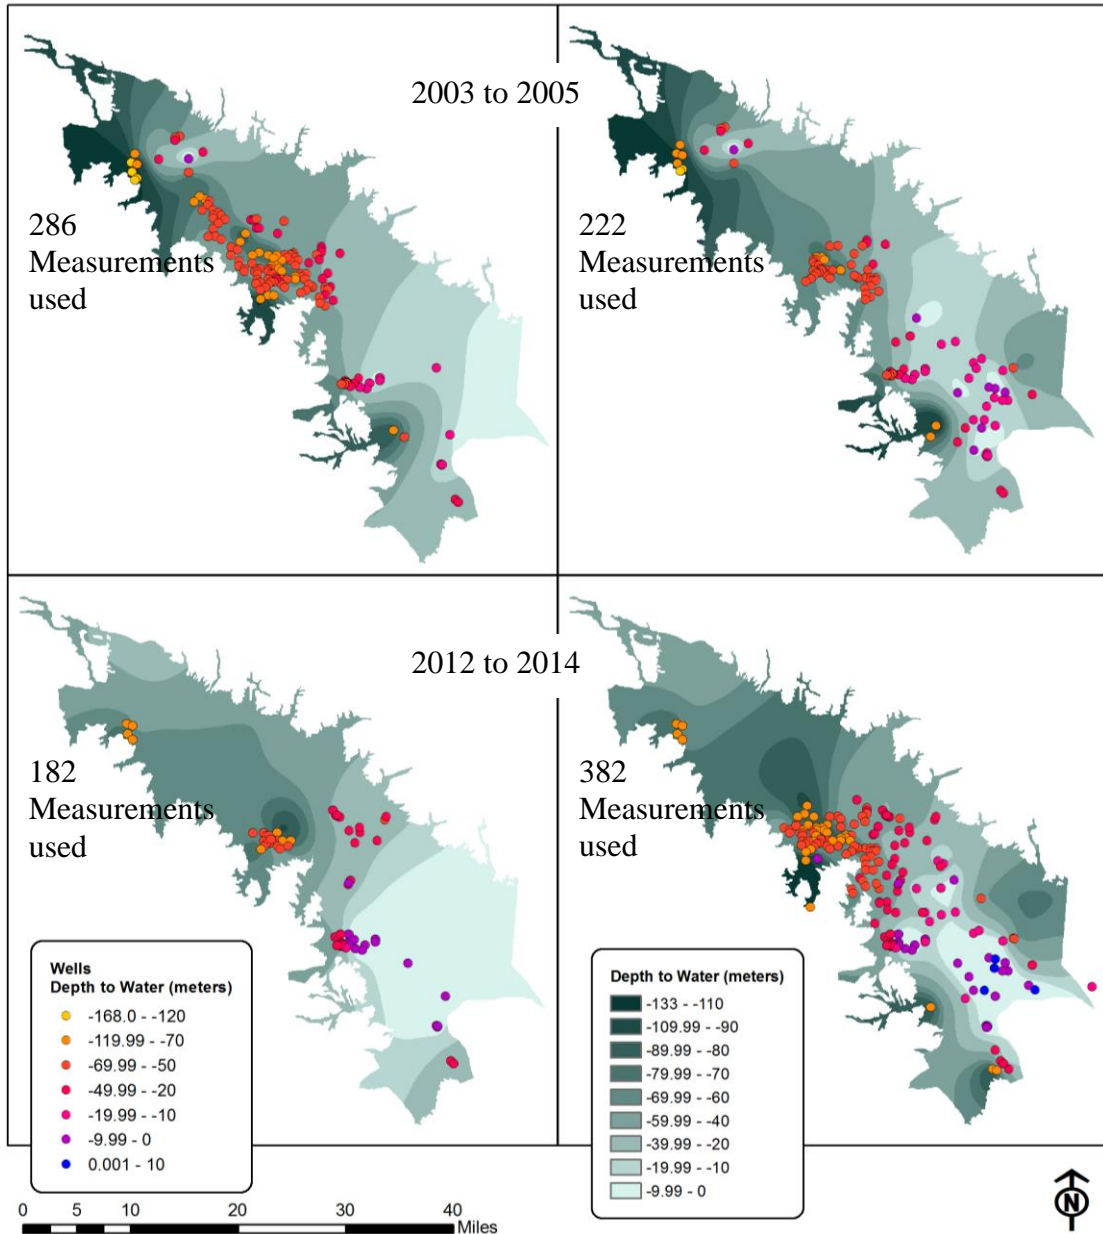 2003 to 2005
286
Measurements
used
222
Measurements
used
2012 to 2014
182
Measurements
used
382
Measurements
used
Wells
Depth to Water (meters)
-168.0 - -120
-119.99 - -70
-69.99 - -50
-49.99 - -20
-19.99 - -10
-9.99 - 0
0.001 - 10
Depth to Water (meters)
-133 - -110
-109.99 - -90
-89.99 - -80
-79.99 - -70
-69.99 - -60
-59.99 - -40
-39.99 - -20
-19.99 - -10
-9.99 - 0
0 5 10 20 30 40
Miles
N